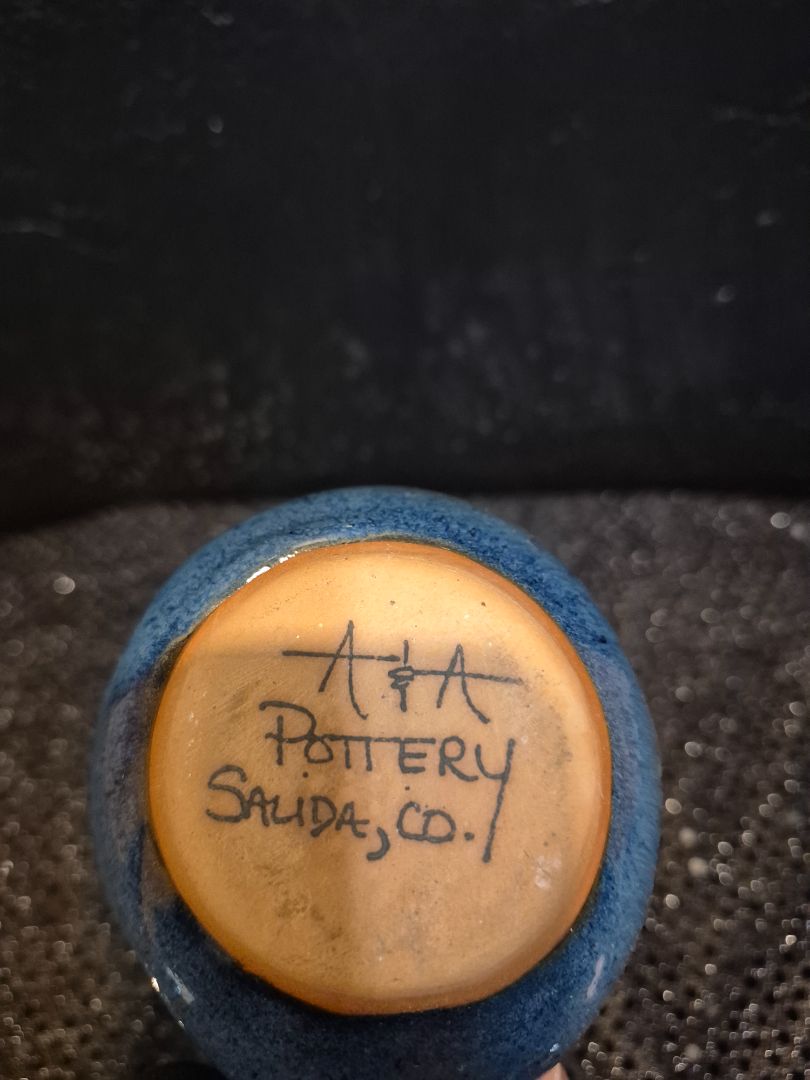 A & A
POTTERY
SALIDA, CO.